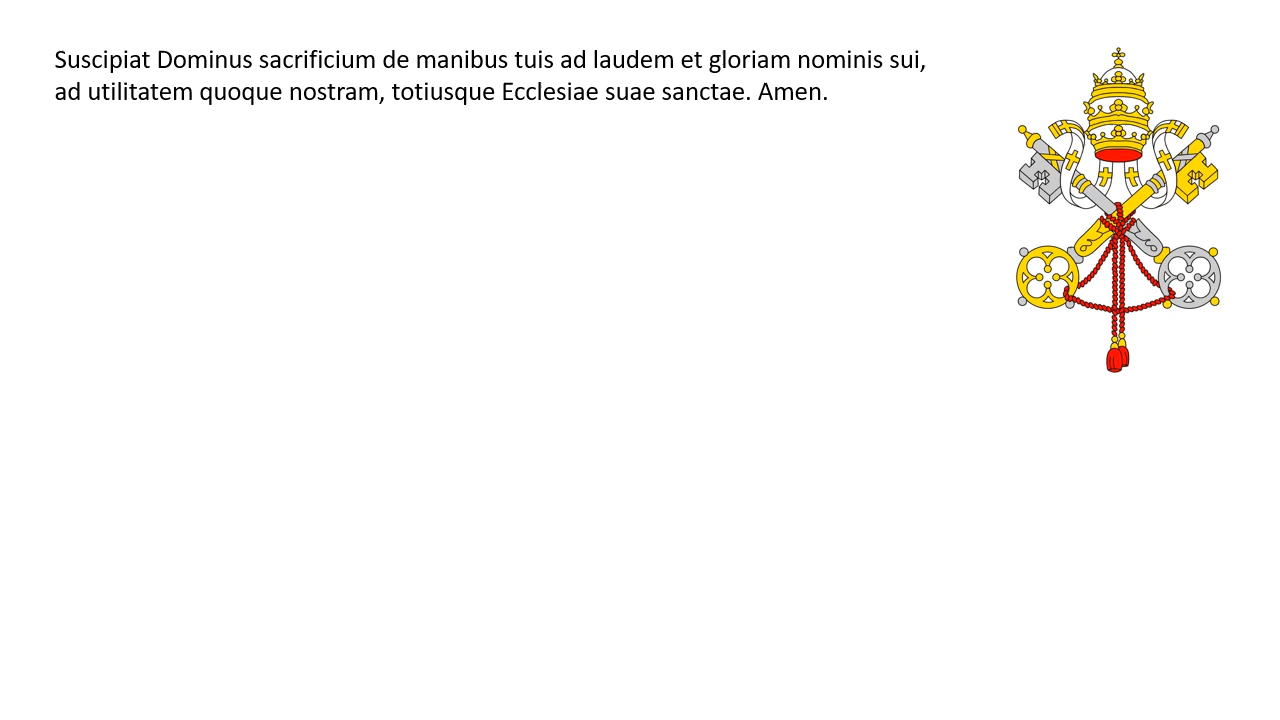 Suscipiat Dominus sacrificium de manibus tuis ad laudem et gloriam nominis sui,
ad utilitatem quoque nostram, totiusque Ecclesiae suae sanctae. Amen.